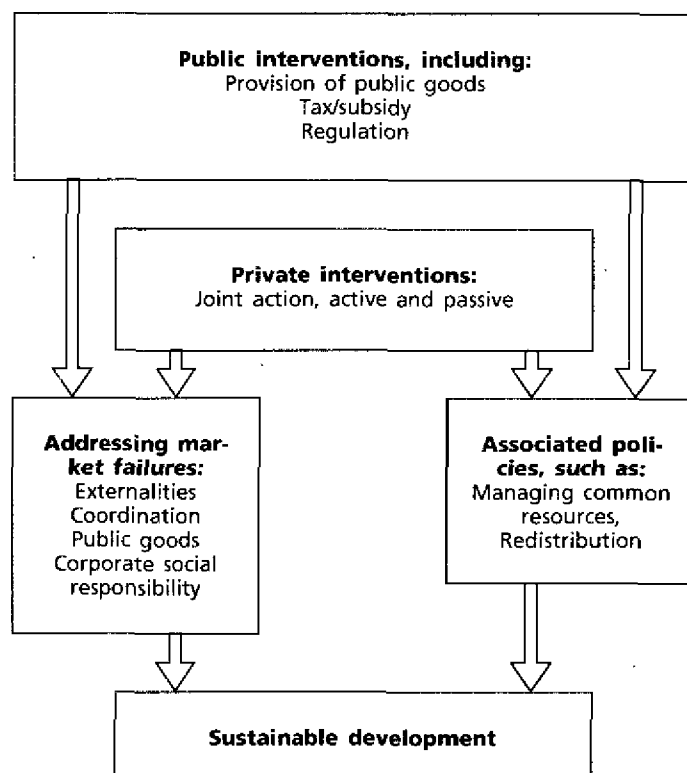 Public interventions, including:
Provision of public goods
Tax/subsidy
Regulation
Private interventions:
Joint action, active and passive
Addressing mar-
ket failures:
Externalities
Coordination
Public goods
Corporate social
responsibility
Associated poli-
cies, such as:
Managing common
resources,
Redistribution
Sustainable development